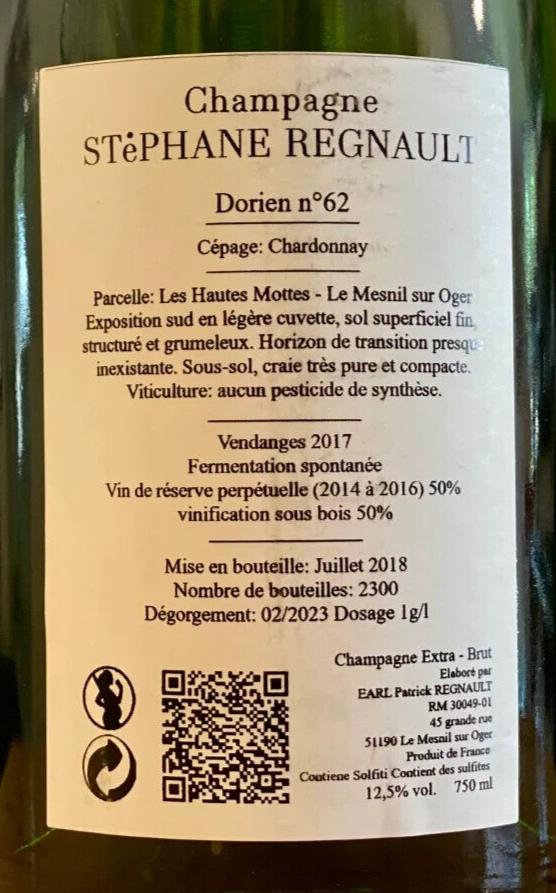 Champagne
STéPHANE REGNAULT
Dorien n°62
Cépage: Chardonnay
Parcelle: Les Hautes Mottes - Le Mesnil sur Oger
Exposition sud en légère cuvette, sol superficiel fin,
structuré et grumeleux. Horizon de transition presque
inexistante. Sous-sol, craie très pure et compacte.
Viticulture: aucun pesticide de synthèse.
Vendanges 2017
Fermentation spontanée
Vin de réserve perpétuelle (2014 à 2016) 50%
vinification sous bois 50%
Mise en bouteille: Juillet 2018
Nombre de bouteilles: 2300
Dégorgement: 02/2023 Dosage 1g/l
Champagne Extra - Brut
Elaboré par
EARL Patrick REGNAULT
RM 30049-01
45 grande rue
51190 Le Mesnil sur Oger
Produit de France
Contiene Solfiti Contient des sulfites
12,5% vol. 750 ml